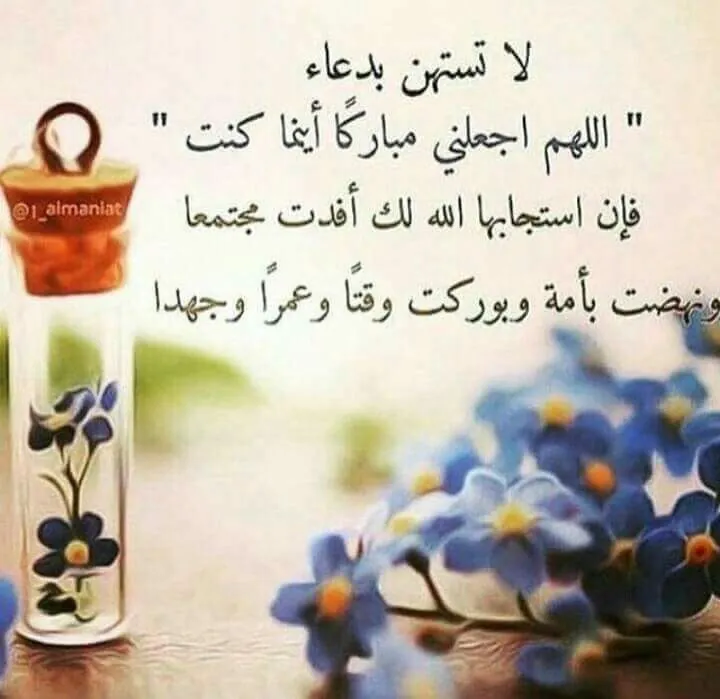 لا تستهن بدعاء
" اللهم اجعلني مباركًا أينما كنت "
فإن استجابها الله لك أفدت مجتمعا
ونهضت بأمة وبوركت وقتًا وعمرًا وجهدا
@1_almaniat